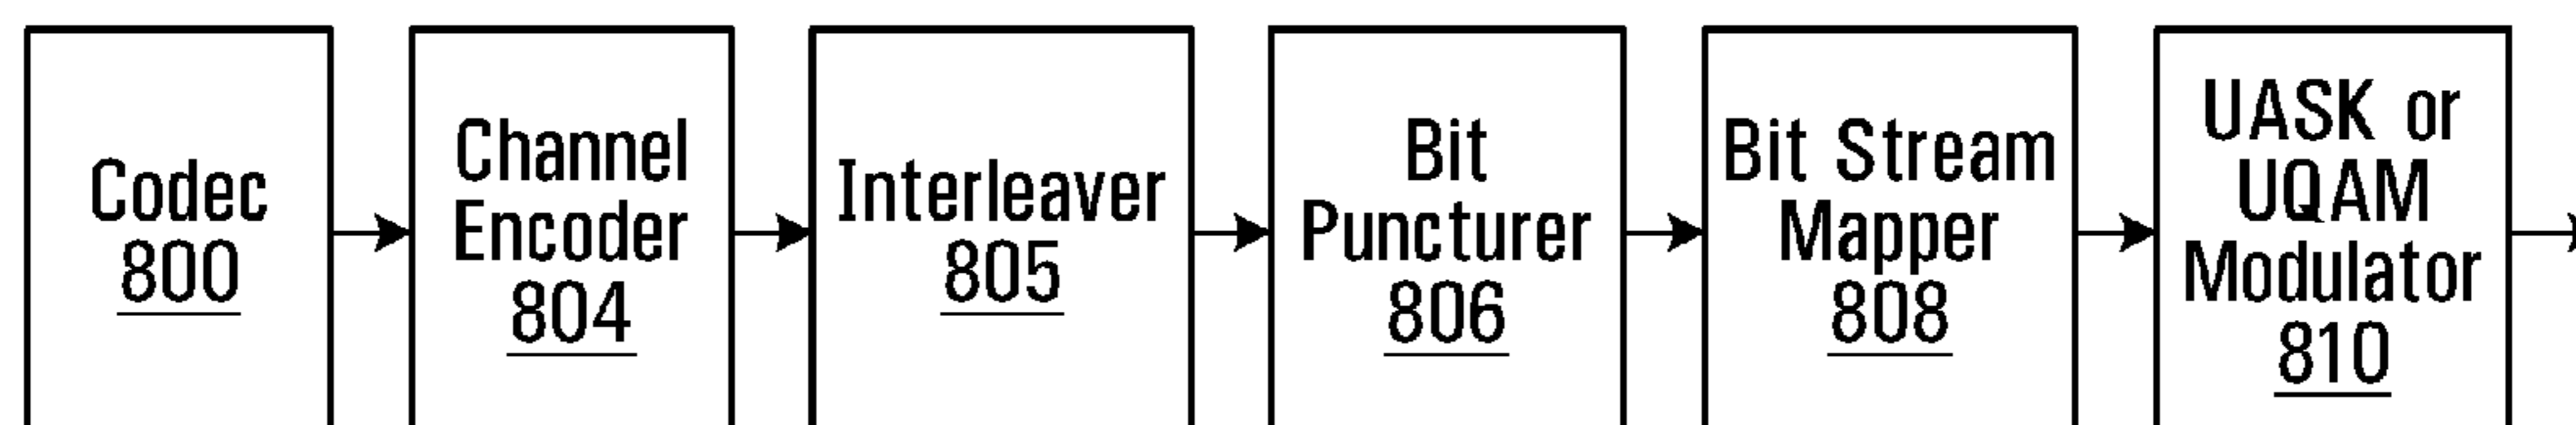 Codec
800
Channel
Encoder
804
Interleaver
805
Bit
Puncturer
806
Bit Stream
Mapper
808
UASK or
UQAM
Modulator
810